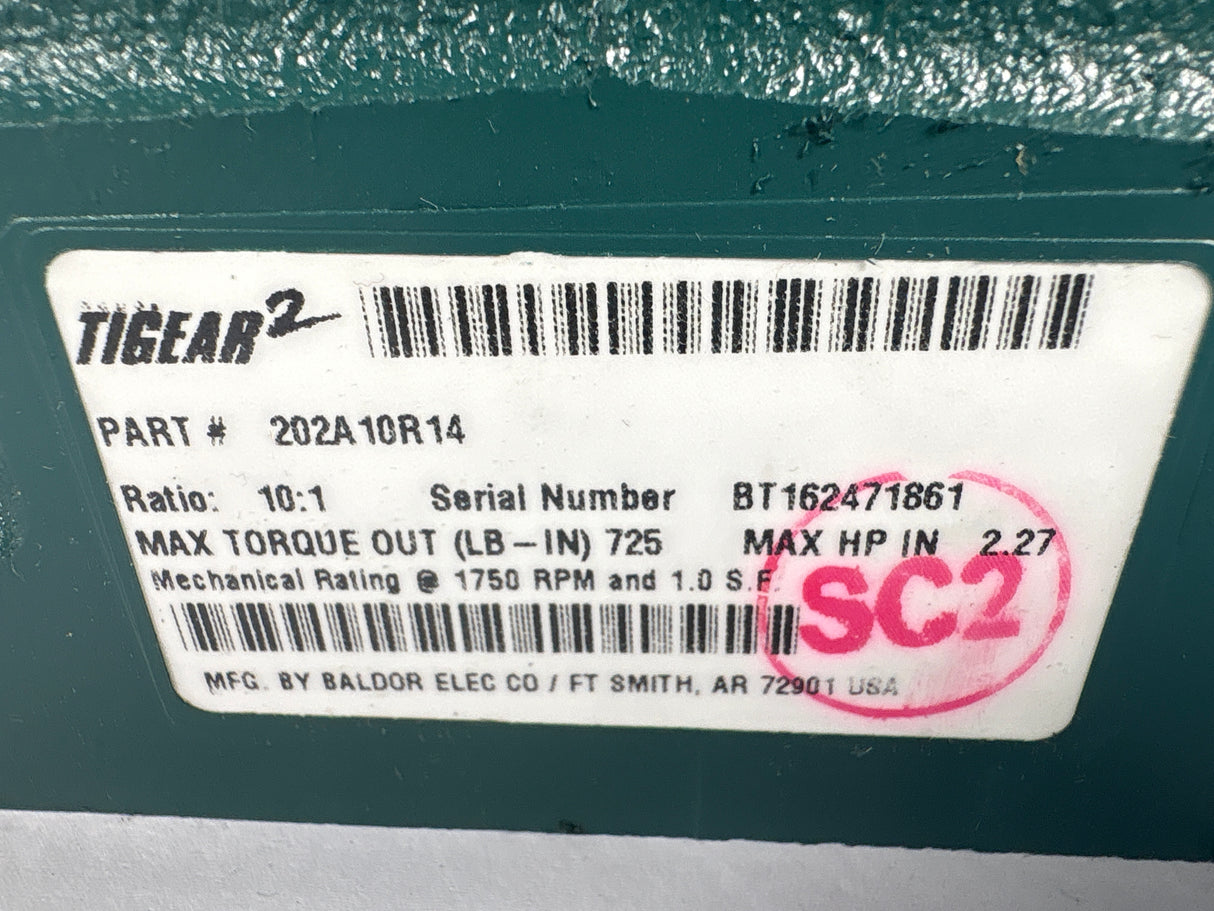 TIGEAR2
PART # 202A10R14
Ratio: 10:1 Serial Number BT162471861
MAX TORQUE OUT (LB-IN) 725 MAX HP IN 2.27
Mechanical Rating @ 1750 RPM and 1.0 S.F.
SC2
MFG. BY BALDOR ELEC CO / FT SMITH, AR 72901 USA